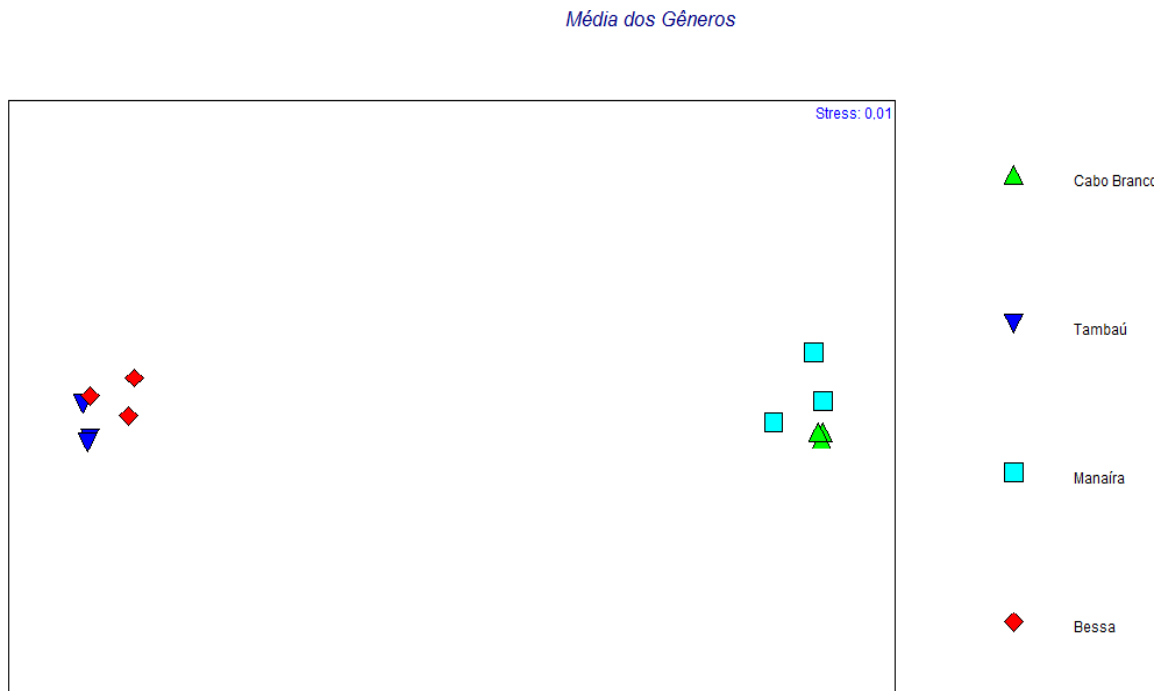 Média dos Gêneros
Stress: 0,01
Cabo Branco
Tambaú
Manaíra
Bessa